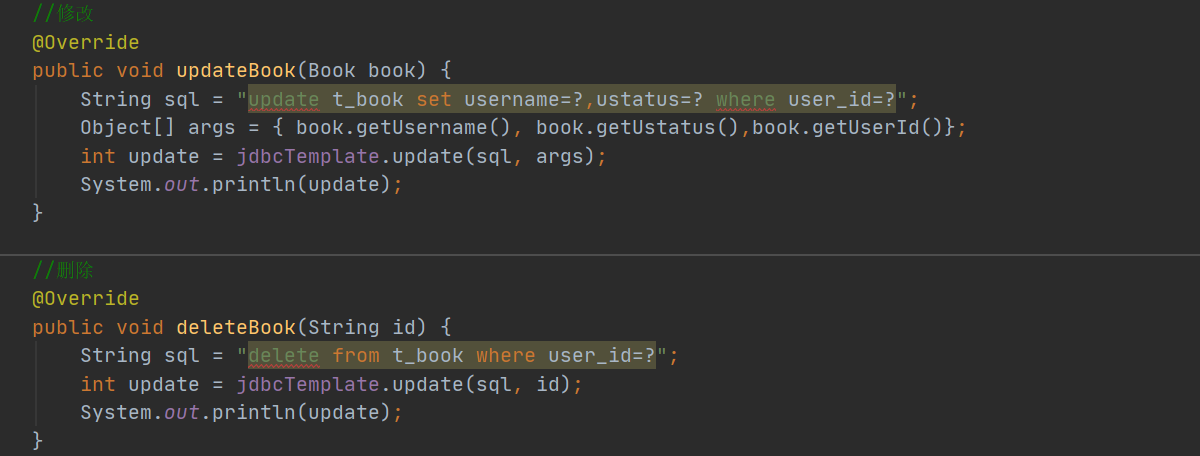 //修改
@Override
public void updateBook(Book book) {
String sql = "update t_book set username=?,ustatus=? where user_id=?";
Object[] args = { book.getUsername(), book.getUstatus(),book.getUserId()};
int update = jdbcTemplate.update(sql, args);
System.out.println(update);
}
//删除
@Override
public void deleteBook(String id) {
String sql = "delete from t_book where user_id=?";
int update = jdbcTemplate.update(sql, id);
System.out.println(update);
}